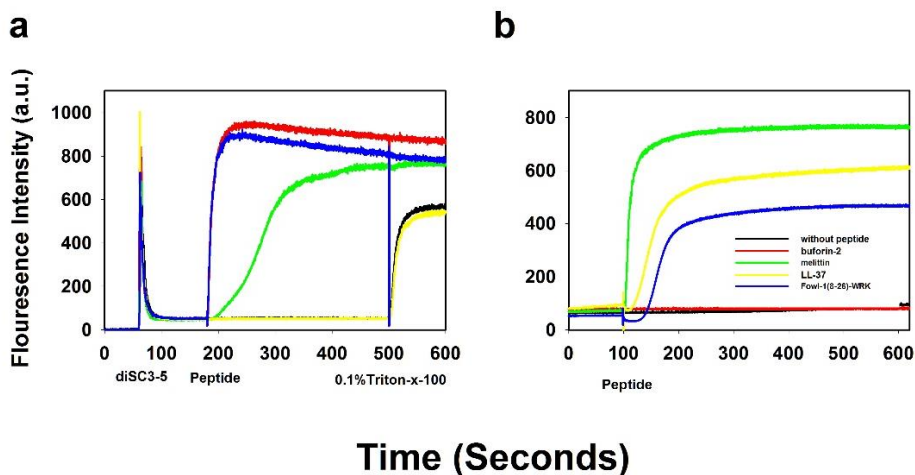 a
b
Flouresence Intensity (a.u.)
1000
800
600
400
200
0
0 100 200 300 400 500 600
diSC3-5 Peptide 0.1%Triton-x-100
800
600
400
200
0
0 100 200 300 400 500 600
Peptide
without peptide
buforin-2
melittin
LL-37
Fowl-1(8-26)-WRK
Time (Seconds)